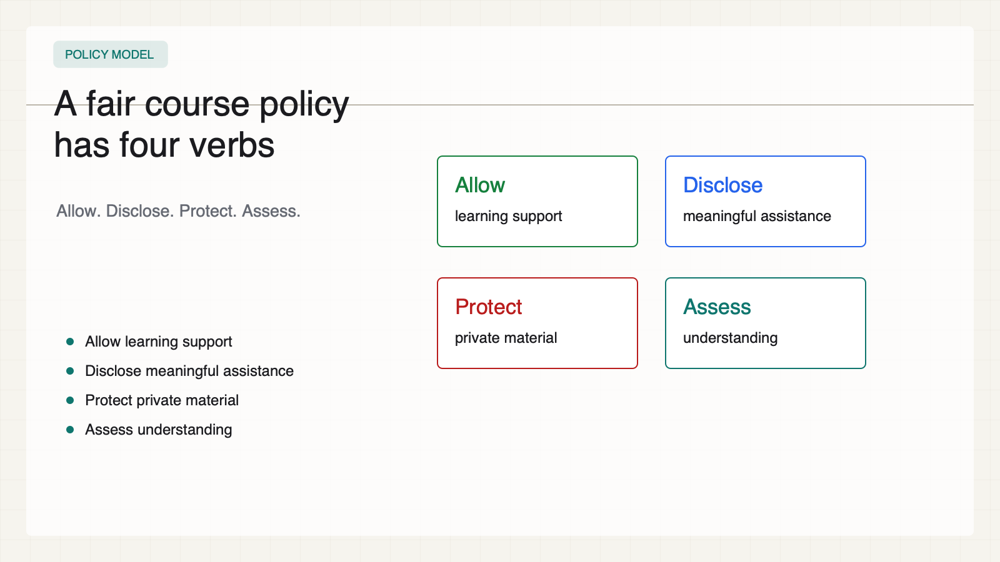 POLICY MODEL
A fair course policy
has four verbs
Allow. Disclose. Protect. Assess.
Allow learning support
Disclose meaningful assistance
Protect private material
Assess understanding
Allow
learning support
Disclose
meaningful assistance
Protect
private material
Assess
understanding